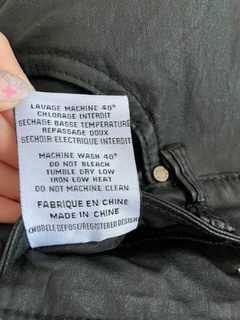 LAVAGE MACHINE 40°
CHLORAGE INTERDIT
SECHAGE BASSE TEMPERATURE
REPASSAGE DOUX
SECHOIR ELECTRIQUE INTERDIT
MACHINE WASH 40°
DO NOT BLEACH
TUMBLE DRY LOW
IRON LOW HEAT
DO NOT MACHINE CLEAN
FABRIQUE EN CHINE
MADE IN CHINE
(MODELE DEPOSE/REGISTERED DESIGN)